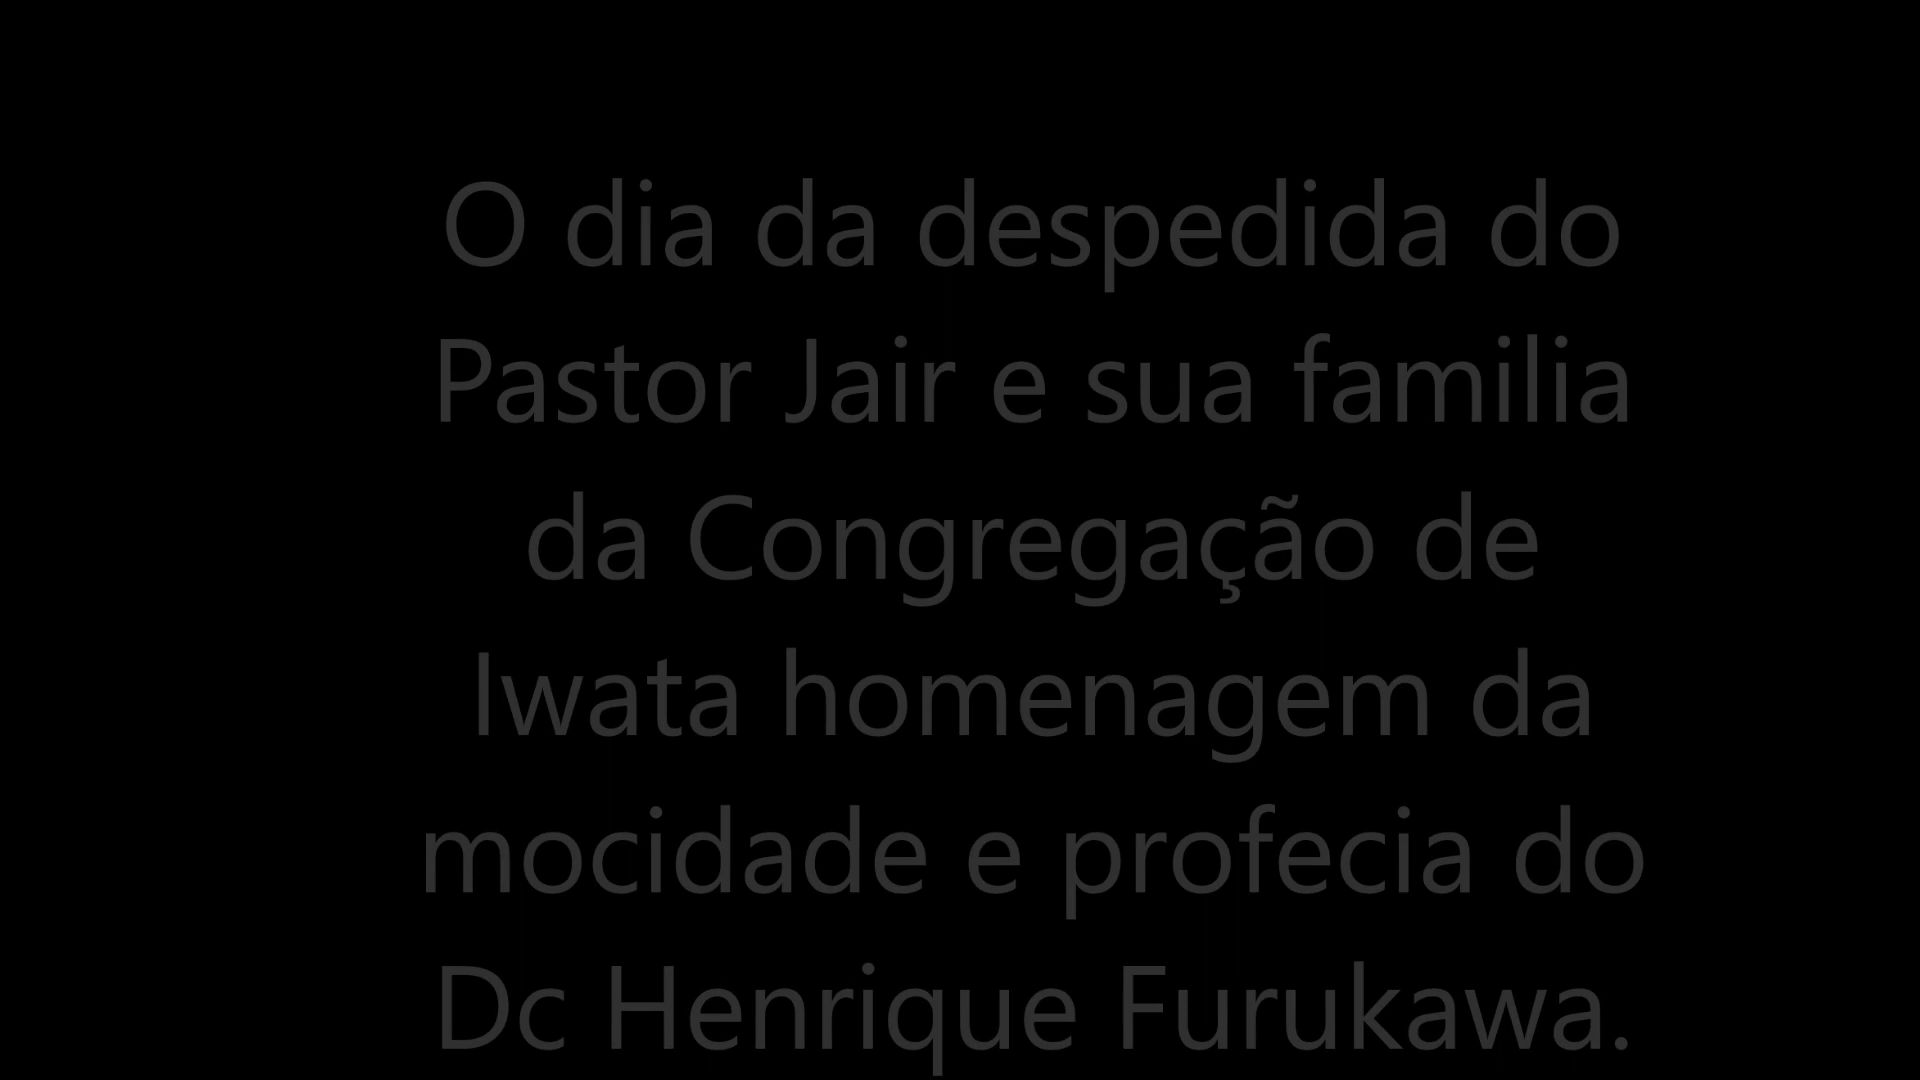 O dia da despedida do
Pastor Jair e sua familia
da Congregação de
Iwata homenagem da
mocidade e profecia do
Dc Henrique Furukawa.